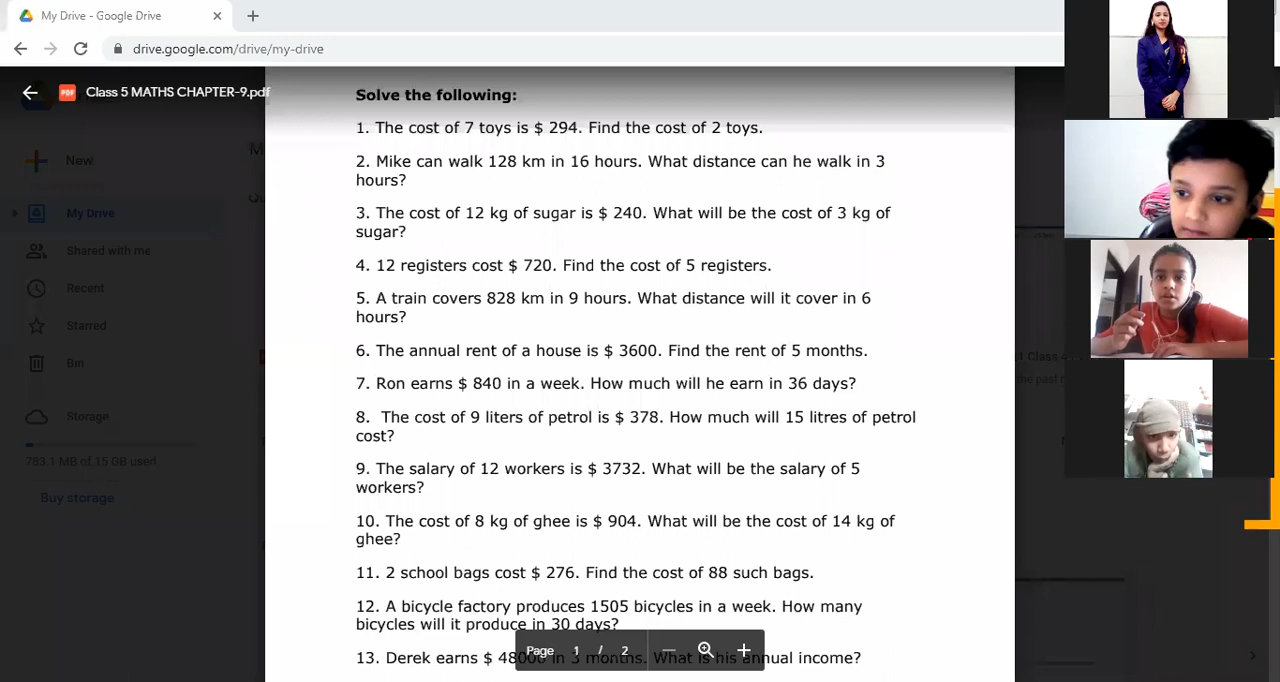 My Drive - Google Drive
drive.google.com/drive/my-drive
PDF Class 5 MATHS CHAPTER-9.pdf
New
My Drive
Shared with me
Recent
Starred
Bin
Storage
783.1 MB of 15 GB used
Buy storage
Solve the following:
1. The cost of 7 toys is $ 294. Find the cost of 2 toys.
2. Mike can walk 128 km in 16 hours. What distance can he walk in 3
hours?
3. The cost of 12 kg of sugar is $ 240. What will be the cost of 3 kg of
sugar?
4. 12 registers cost $ 720. Find the cost of 5 registers.
5. A train covers 828 km in 9 hours. What distance will it cover in 6
hours?
6. The annual rent of a house is $ 3600. Find the rent of 5 months.
7. Ron earns $ 840 in a week. How much will he earn in 36 days?
8. The cost of 9 liters of petrol is $ 378. How much will 15 litres of petrol
cost?
9. The salary of 12 workers is $ 3732. What will be the salary of 5
workers?
10. The cost of 8 kg of ghee is $ 904. What will be the cost of 14 kg of
ghee?
11. 2 school bags cost $ 276. Find the cost of 88 such bags.
12. A bicycle factory produces 1505 bicycles in a week. How many
bicycles will it produce in 30 days?
13. Derek earns $ 48000 in 3 months. What is his annual income?
Page 1 / 2